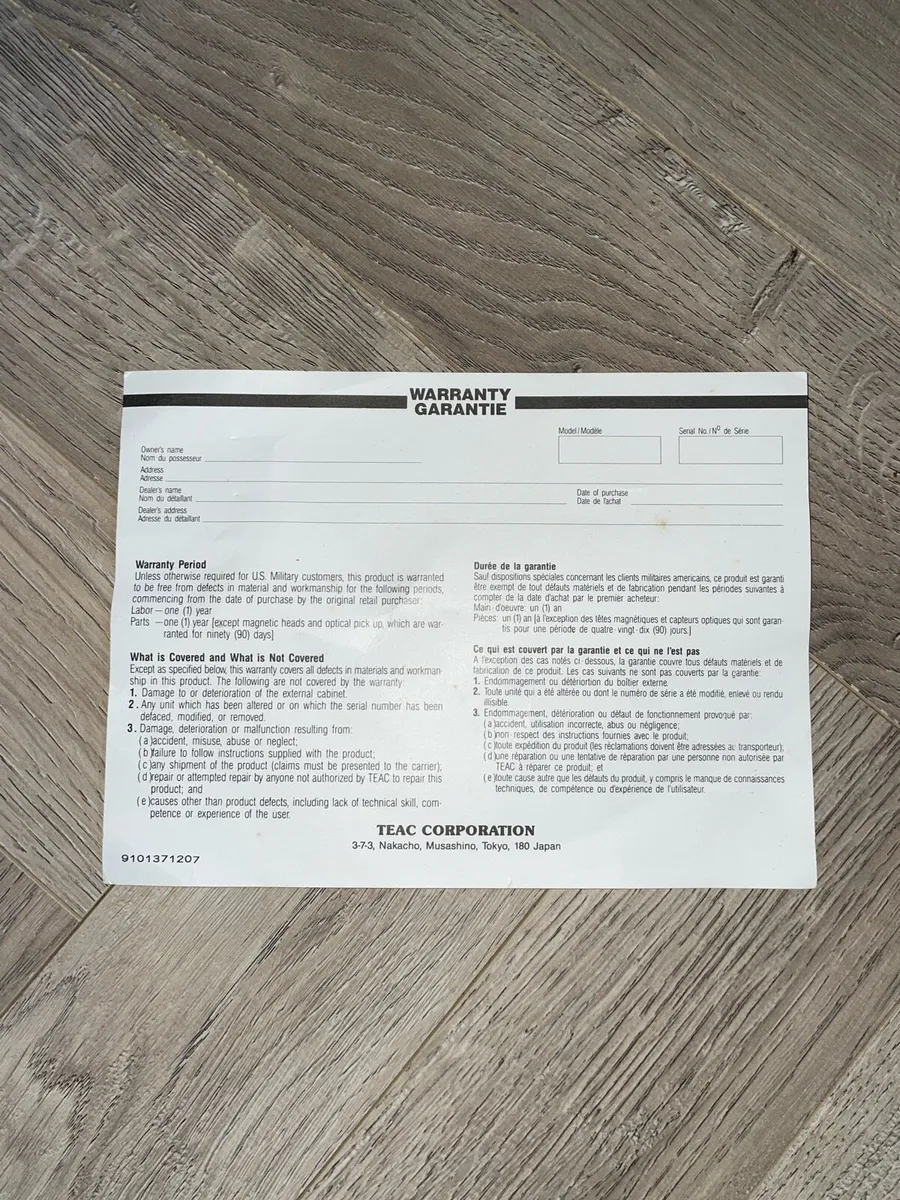 WARRANTY
GARANTIE
Model/Modèle
Serial No./Nº de Série
Owner's name
Nom du possesseur
Address
Adresse
Dealer's name
Nom du détaillant
Date of purchase
Date de l'achat
Dealer's address
Adresse du détaillant
Warranty Period
Unless otherwise required for U.S. Military customers, this product is warranted
to be free from defects in material and workmanship for the following periods,
commencing from the date of purchase by the original retail purchaser:
Labor — one (1) year
Parts — one (1) year [except magnetic heads and optical pick up, which are war-
ranted for ninety (90) days]
What is Covered and What is Not Covered
Except as specified below, this warranty covers all defects in materials and workman-
ship in this product. The following are not covered by the warranty:
1. Damage to or deterioration of the external cabinet.
2. Any unit which has been altered or on which the serial number has been
defaced, modified, or removed.
3. Damage, deterioration or malfunction resulting from:
(a)accident, misuse, abuse or neglect;
(b)failure to follow instructions supplied with the product;
(c)any shipment of the product (claims must be presented to the carrier);
(d)repair or attempted repair by anyone not authorized by TEAC to repair this
product; and
(e)causes other than product defects, including lack of technical skill, com-
petence or experience of the user.
Durée de la garantie
Sauf dispositions spéciales concernant les clients militaires americains, ce produit est garanti
être exempt de tout défauts matériels et de fabrication pendant les périodes suivantes à
compter de la date d'achat par le premier acheteur:
Main-d'oeuvre: un (1) an
Pièces: un (1) an [à l'exception des têtes magnétiques et capteurs optiques qui sont garan-
tis pour une période de quatre-vingt-dix (90) jours.]
Ce qui est couvert par la garantie et ce qui ne l'est pas
A l'exception des cas notés ci-dessous, la garantie couvre tous défauts matériels et de
fabrication de ce produit. Les cas suivants ne sont pas couverts par la garantie:
1. Endommagement ou détériortion du boîtier externe.
2. Toute unité qui a été altérée ou dont le numéro de série a été modifié, enlevé ou rendu
illisible.
3. Endommagement, détérioration ou défaut de fonctionnement provoqué par:
(a)accident, utilisation incorrecte, abus ou négligence;
(b)non-respect des instructions fournies avec le produit;
(c)toute expédition du produit (les réclamations doivent être adressées au transporteur);
(d)une réparation ou une tentative de réparation par une personne non autorisée par
TEAC à réparer ce produit; et
(e)toute cause autre que les défauts du produit, y compris le manque de connaissances
techniques, de compétence ou d'expérience de l'utilisateur.
TEAC CORPORATION
3-7-3, Nakacho, Musashino, Tokyo, 180 Japan
9101371207